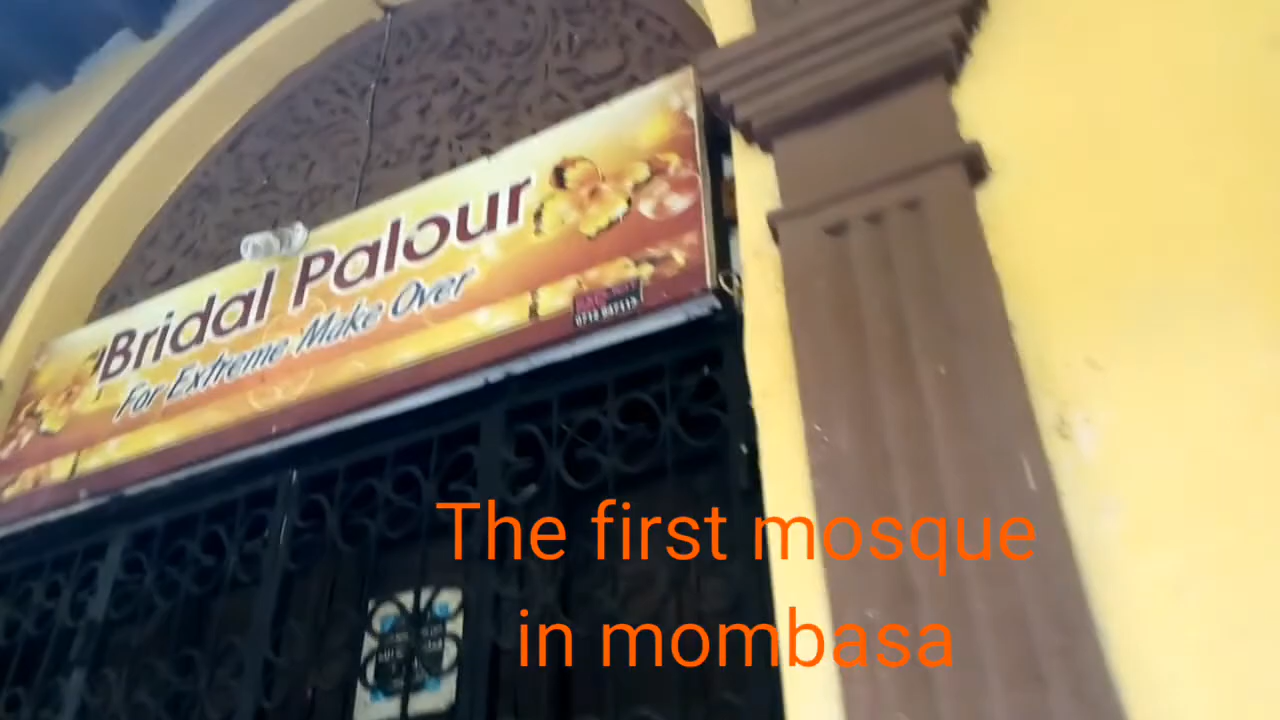 Bridal Palour
For Extreme Make Over
The first mosque
in mombasa